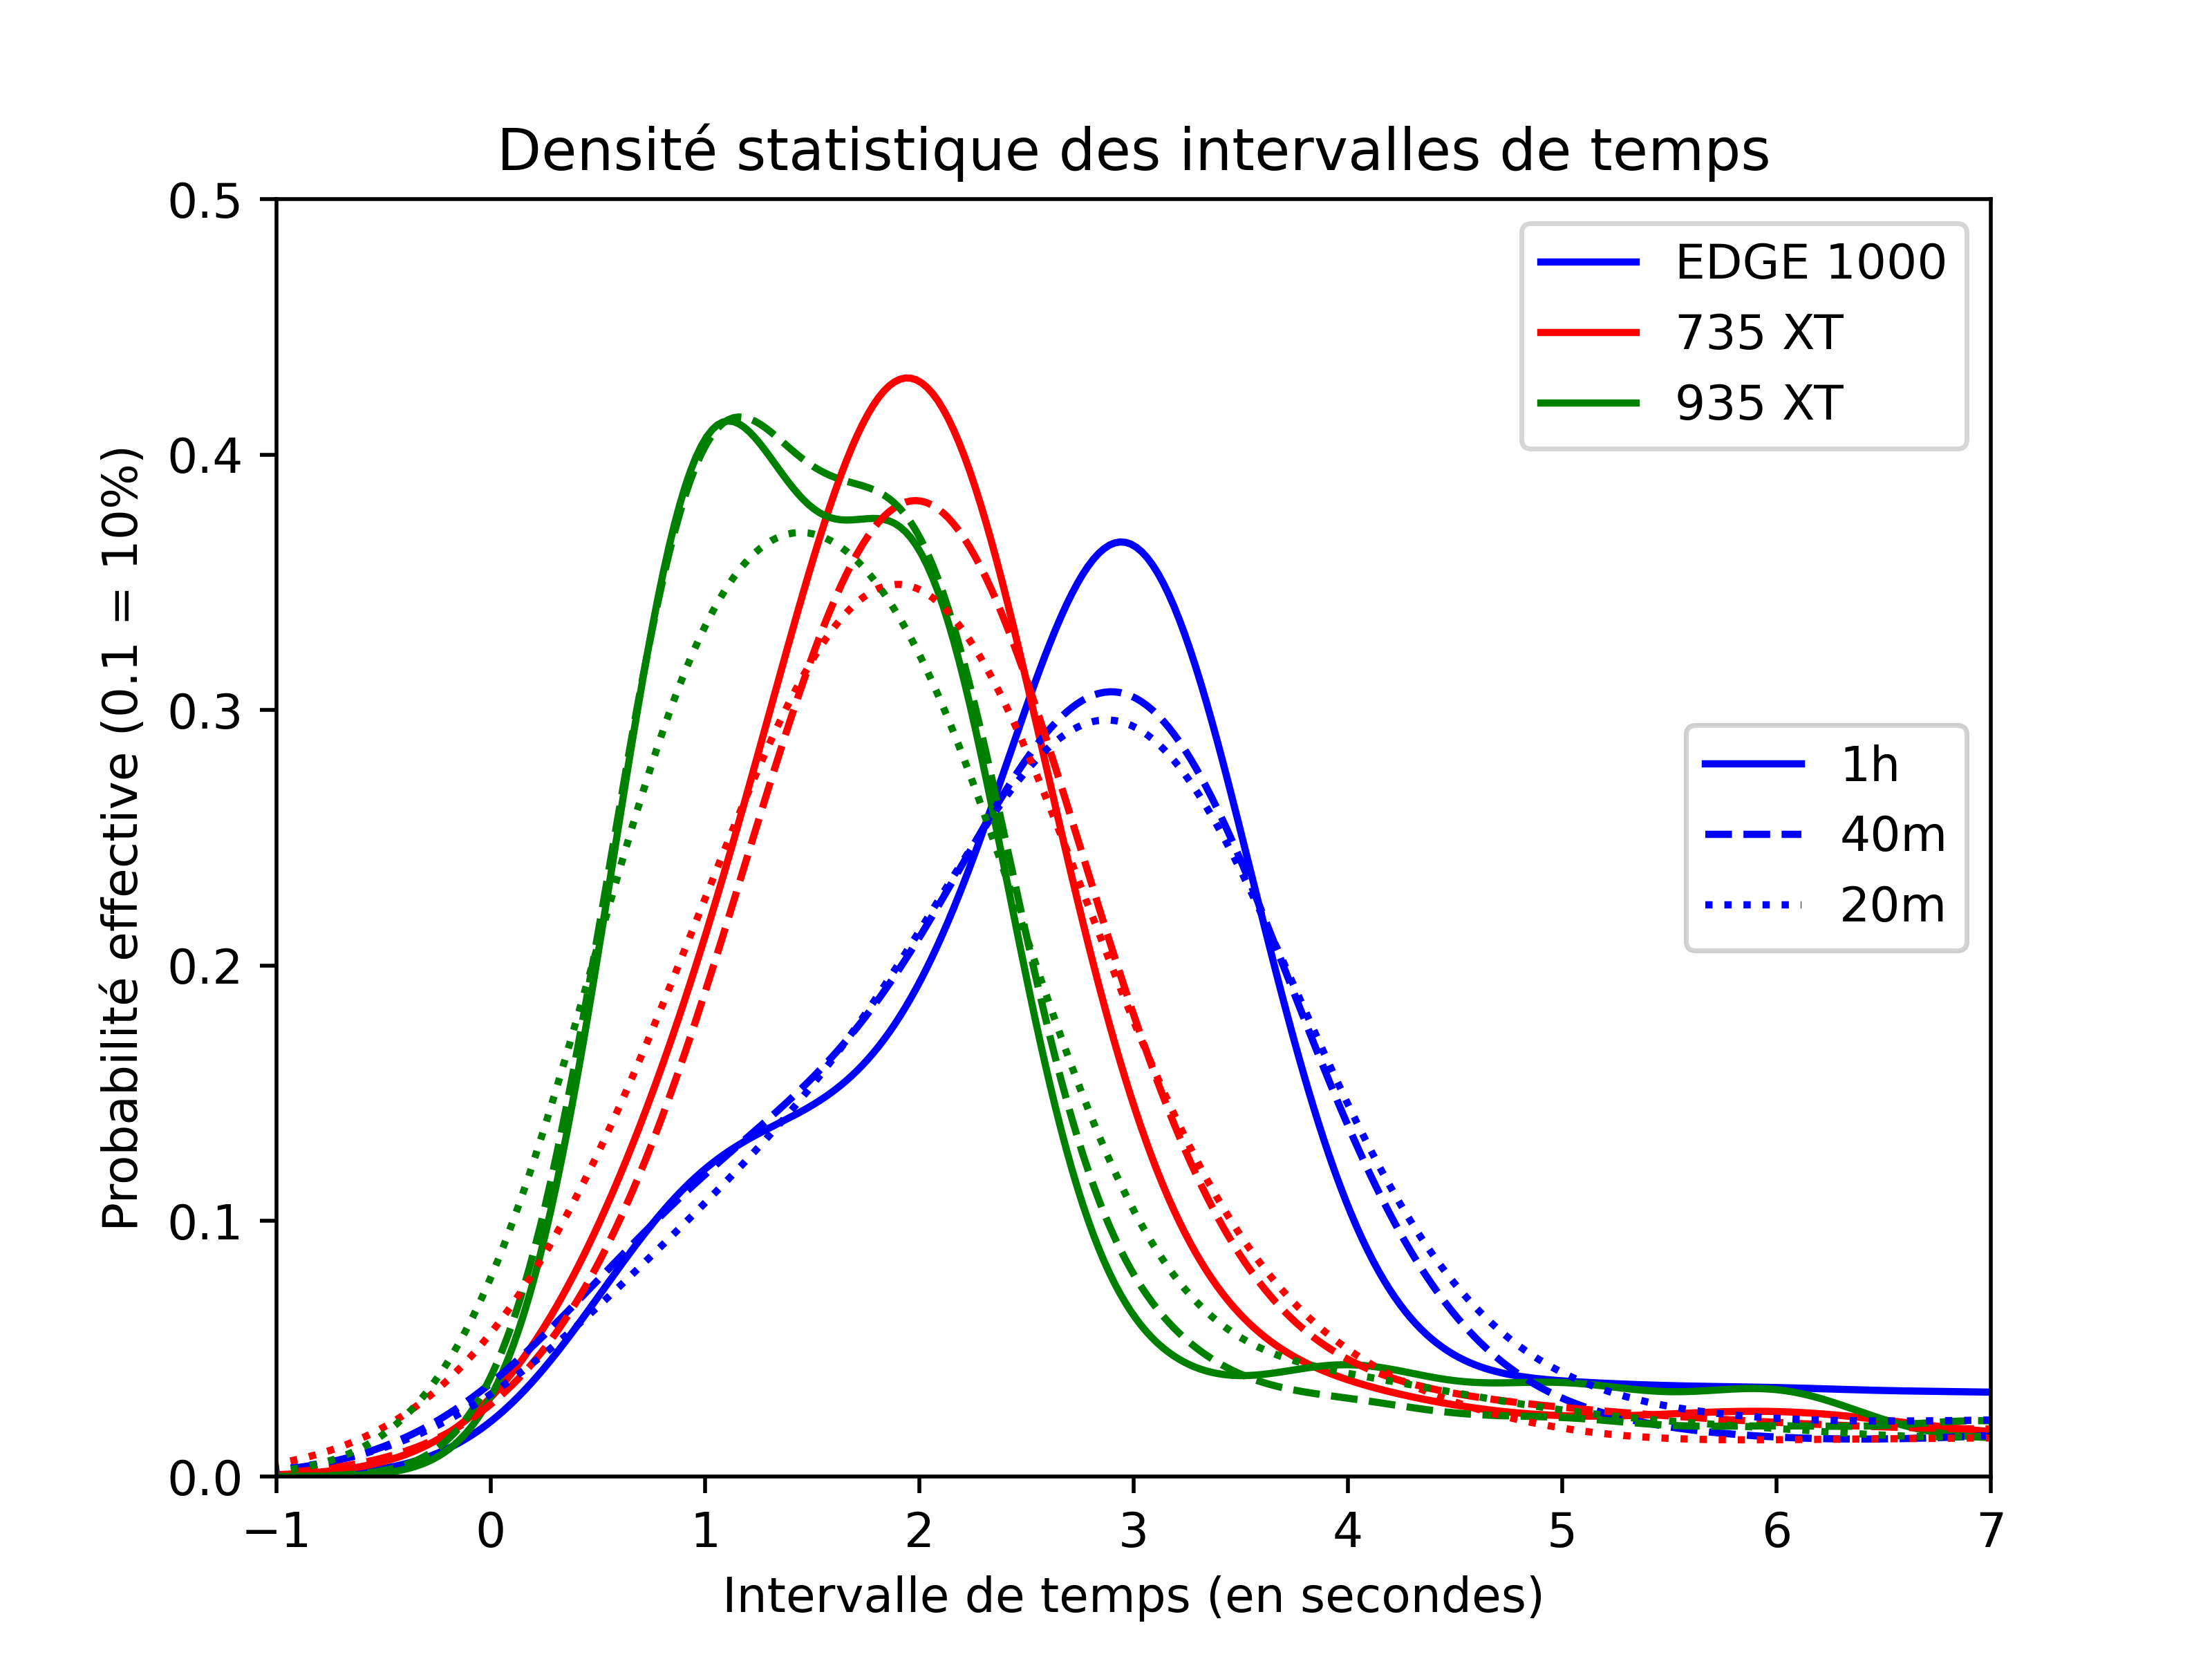 Densité statistique des intervalles de temps
Probabilité effective (0.1 = 10%)
0.5
0.4
0.3
0.2
0.1
0.0
EDGE 1000
735 XT
935 XT
1h
40m
20m
−1 0 1 2 3 4 5 6 7
Intervalle de temps (en secondes)